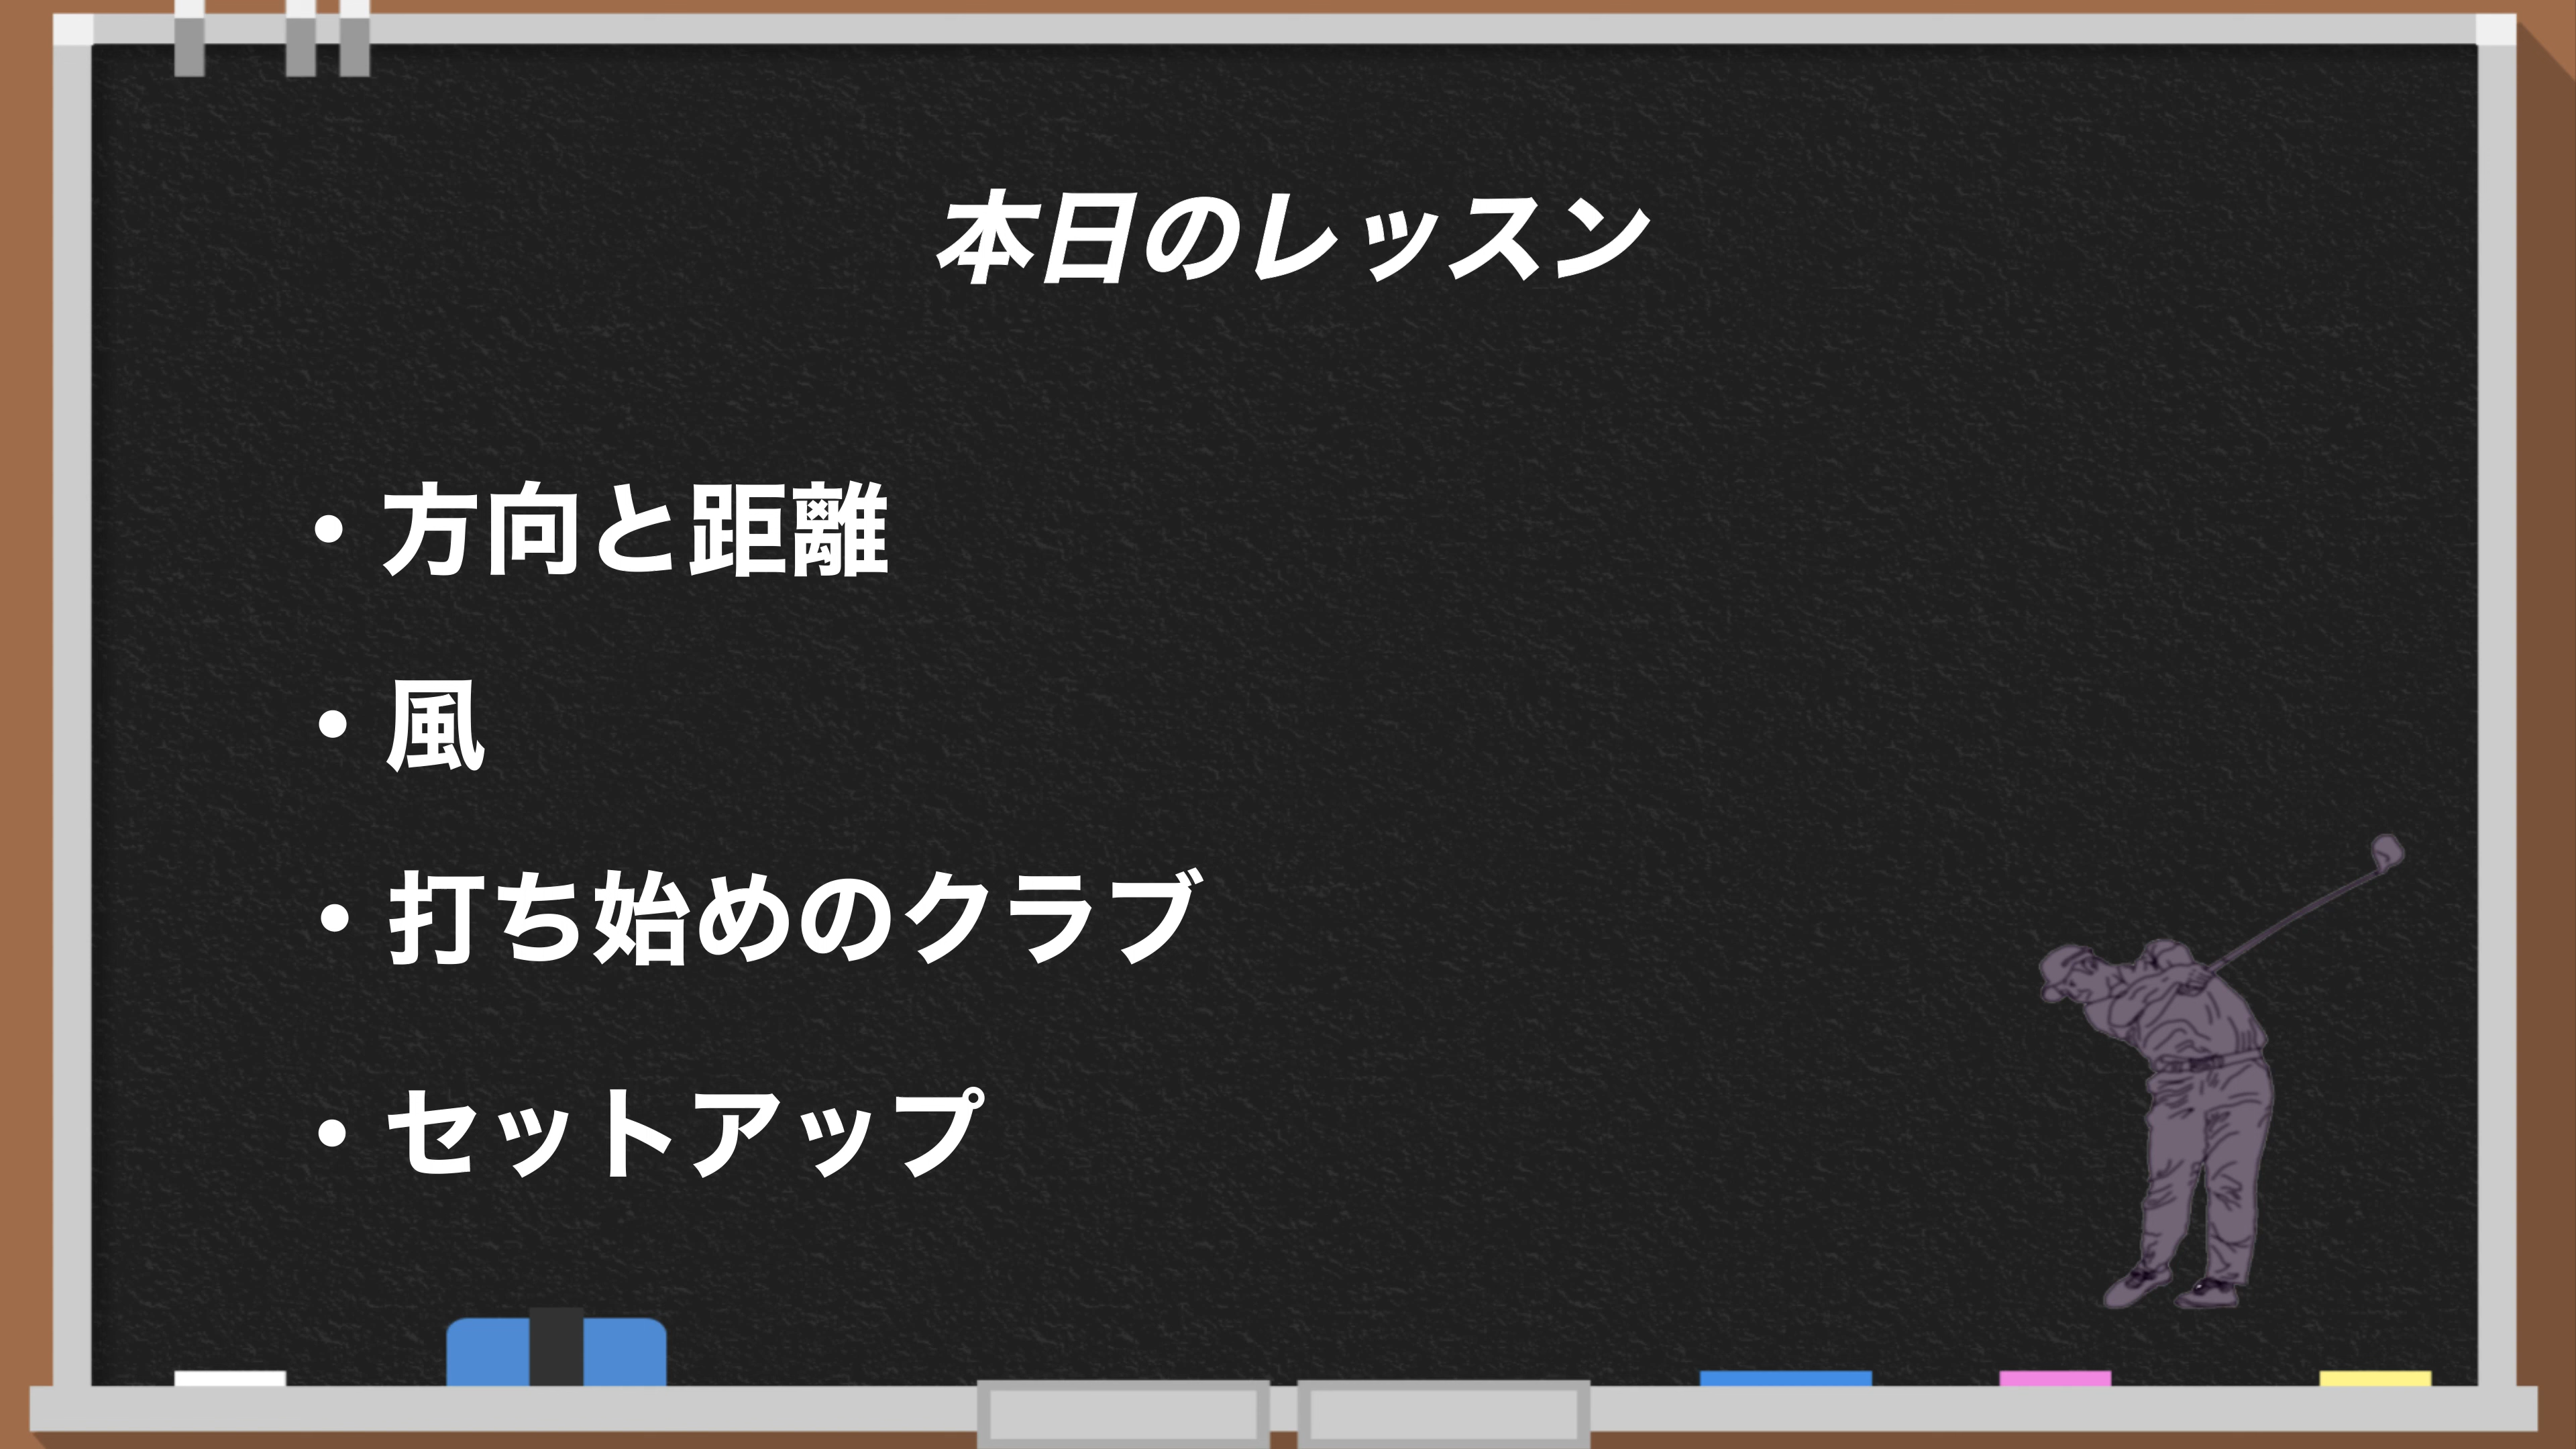 本日のレッスン
・方向と距離
・風
・打ち始めのクラブ
・セットアップ